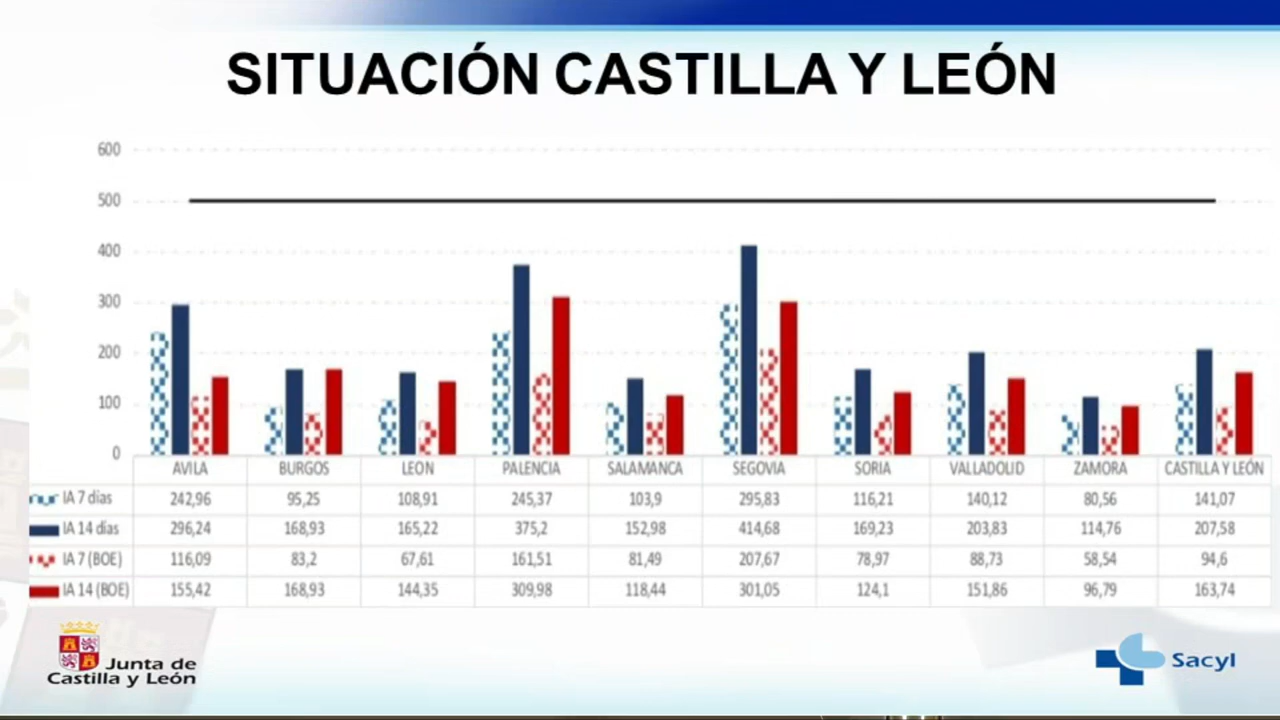 SITUACIÓN CASTILLA Y LEÓN
600
500
400
300
200
100
0
AVILA BURGOS LEON PALENCIA SALAMANCA SEGOVIA SORIA VALLADOLID ZAMORA CASTILLA Y LEÓN
IA 7 días 242,96 95,25 108,91 245,37 103,9 295,83 116,21 140,12 80,56 141,07
IA 14 días 296,24 168,93 165,22 375,2 152,98 414,68 169,23 203,83 114,76 207,58
IA 7 (BOE) 116,09 83,2 67,61 161,51 81,49 207,67 78,97 88,73 58,54 94,6
IA 14 (BOE) 155,42 168,93 144,35 309,98 118,44 301,05 124,1 151,86 96,79 163,74
Junta de
Castilla y León
Sacyl